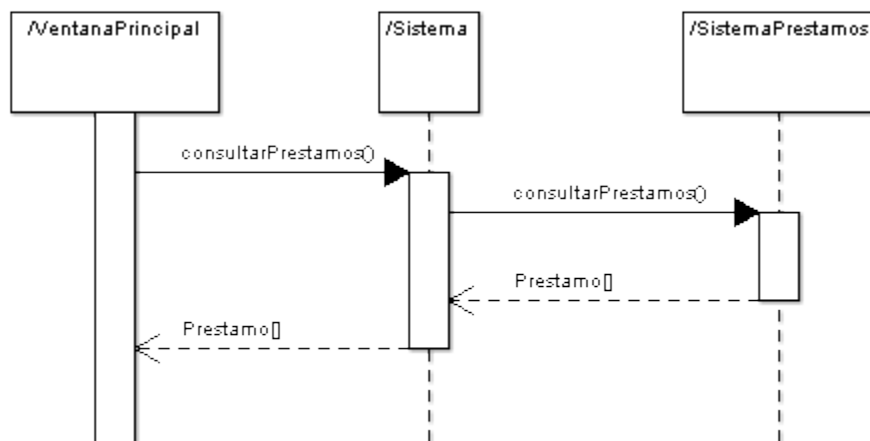 /VentanaPrincipal
/Sistema
/SistemaPrestamos
consultarPrestamos()
consultarPrestamos()
Prestamo[]
Prestamo[]